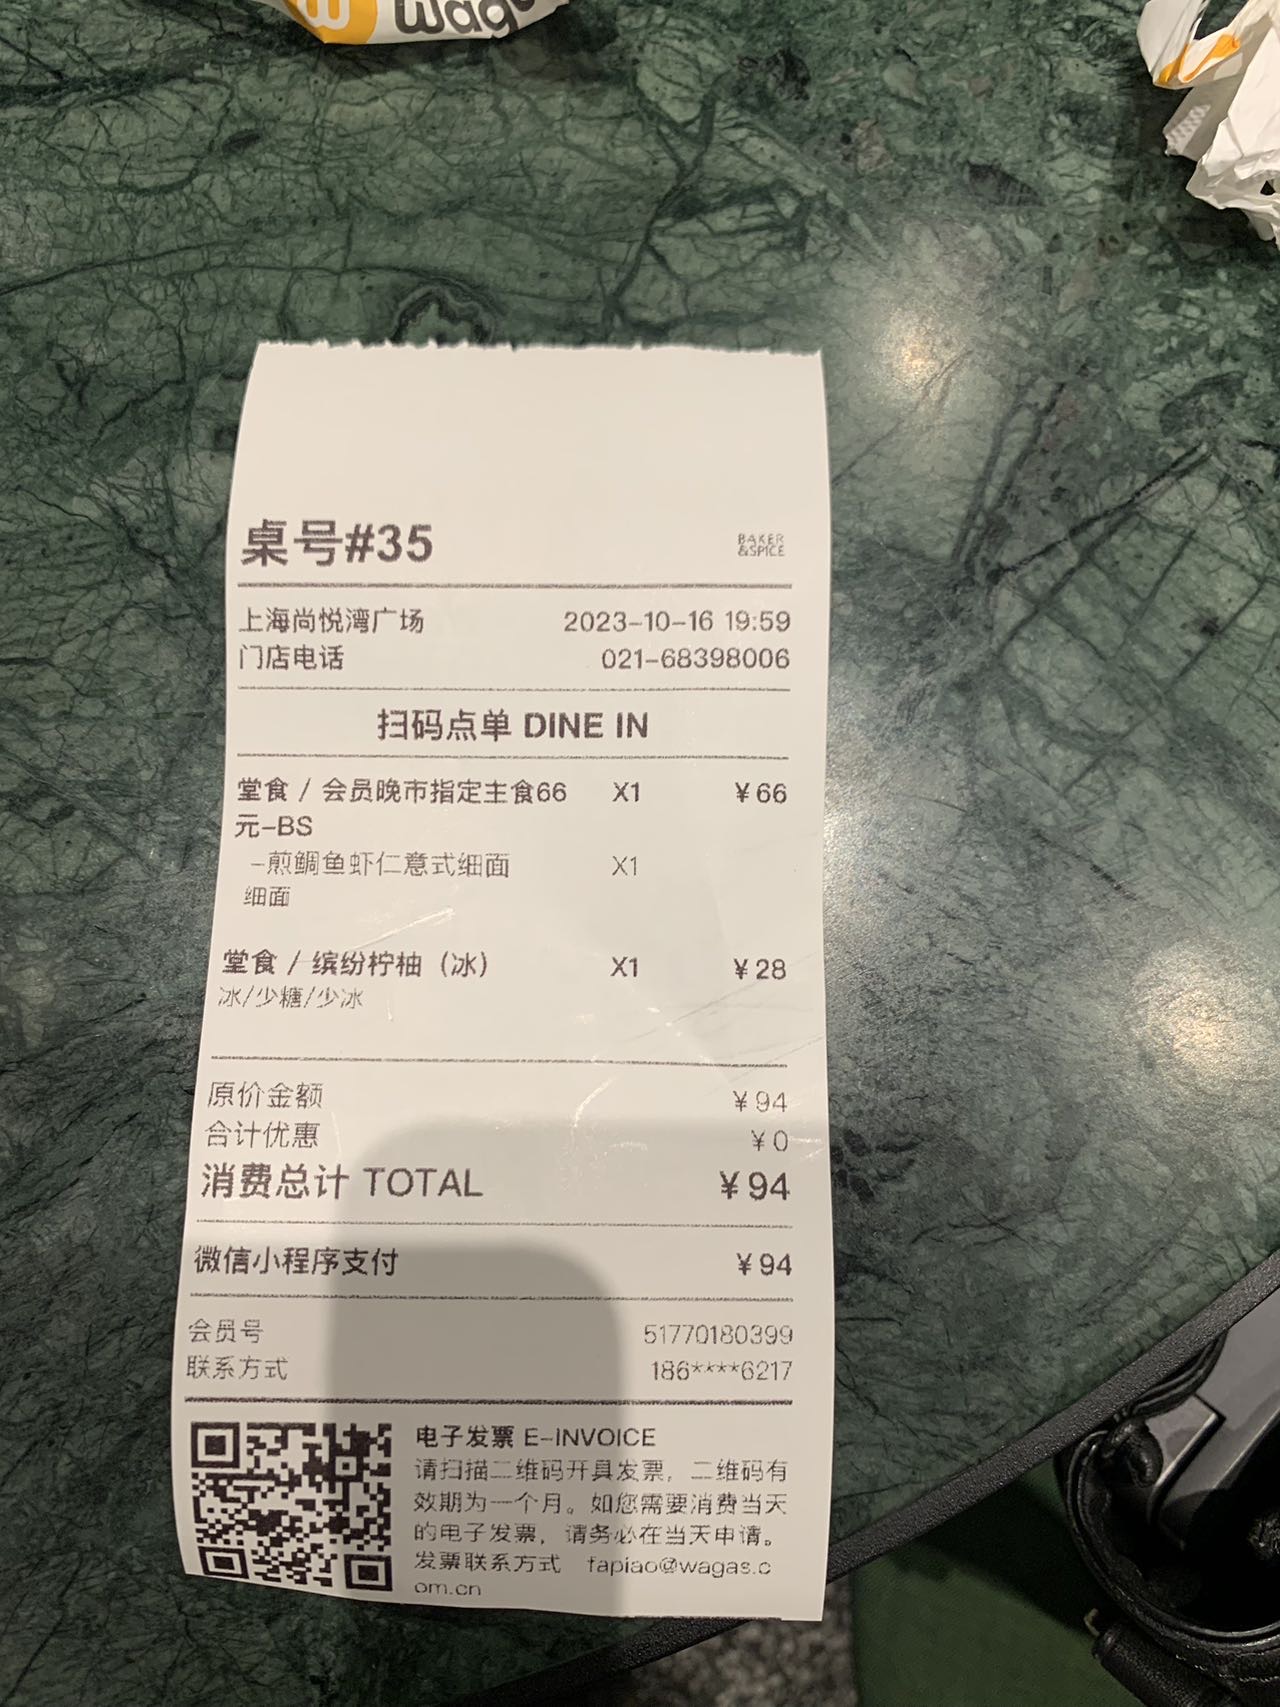 Wag
桌号#35
BAKER
&SPICE
上海尚悦湾广场 2023-10-16 19:59
门店电话 021-68398006
扫码点单 DINE IN
堂食 / 会员晚市指定主食66 X1 ¥66
元-BS
-煎鲷鱼虾仁意式细面 X1
细面
堂食 / 缤纷柠柚（冰） X1 ¥28
冰/少糖/少冰
原价金额 ¥94
合计优惠 ¥0
消费总计 TOTAL ¥94
微信小程序支付 ¥94
会员号 51770180399
联系方式 186****6217
电子发票 E-INVOICE
请扫描二维码开具发票，二维码有
效期为一个月。如您需要消费当天
的电子发票，请务必在当天申请。
发票联系方式 fapiao@wagas.c
om.cn